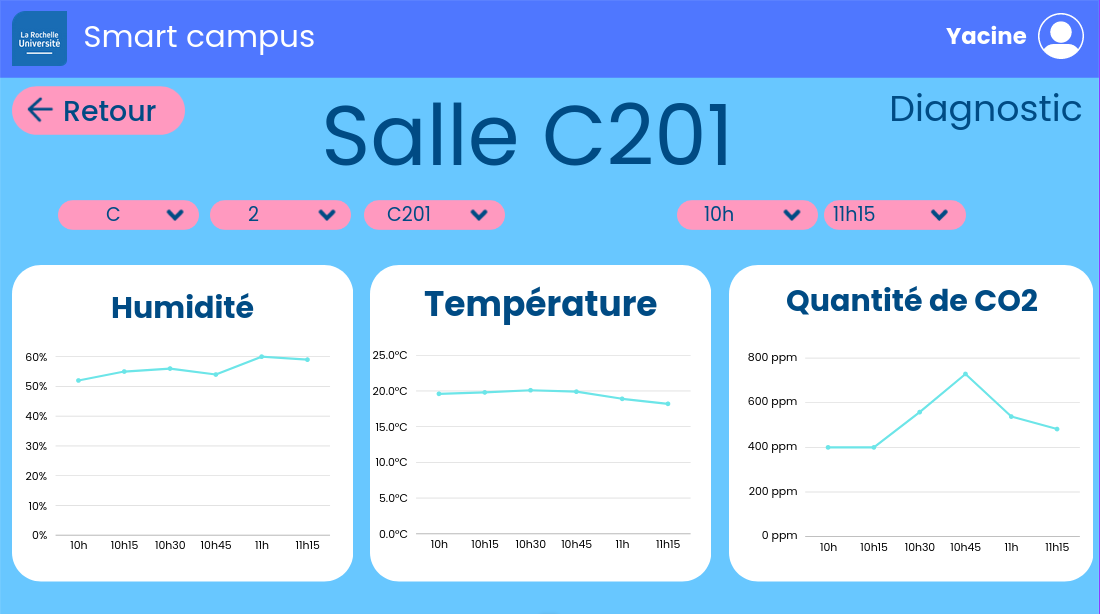 La Rochelle
Université
Smart campus
Yacine
Retour
Salle C201
Diagnostic
C
2
C201
10h
11h15
Humidité
60%
50%
40%
30%
20%
10%
0%
10h 10h15 10h30 10h45 11h 11h15
Température
25.0°C
20.0°C
15.0°C
10.0°C
5.0°C
0.0°C
10h 10h15 10h30 10h45 11h 11h15
Quantité de CO2
800 ppm
600 ppm
400 ppm
200 ppm
0 ppm
10h 10h15 10h30 10h45 11h 11h15